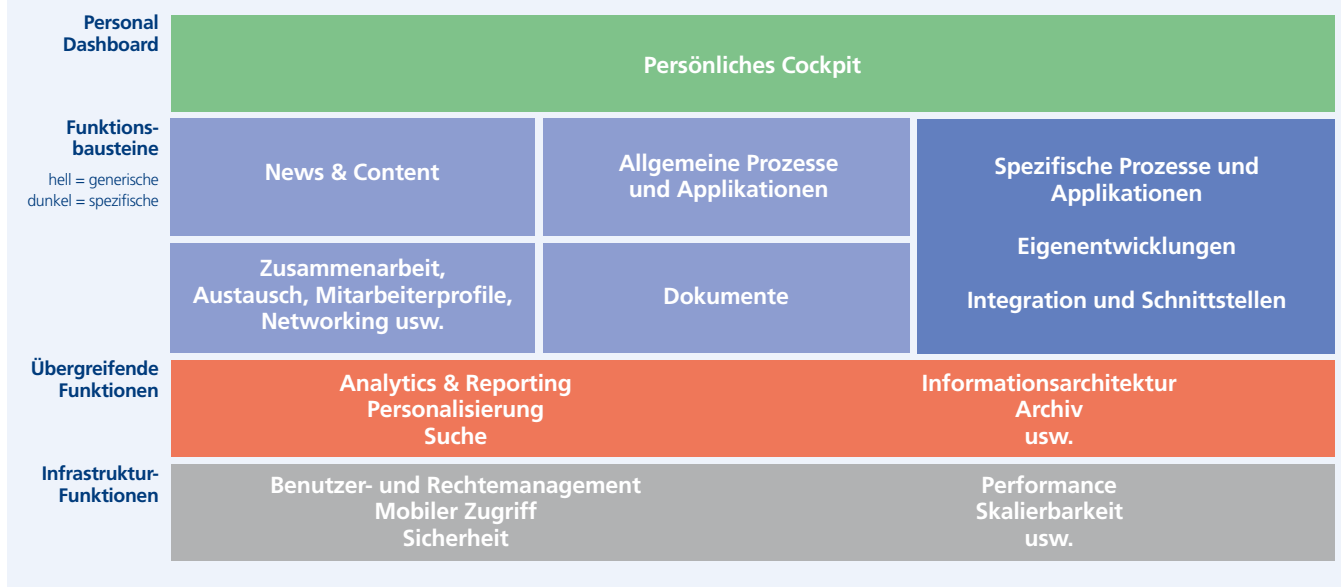 Personal
Dashboard
Persönliches Cockpit
Funktions-
bausteine
hell = generische
dunkel = spezifische
News & Content
Allgemeine Prozesse
und Applikationen
Zusammenarbeit,
Austausch, Mitarbeiterprofile,
Networking usw.
Dokumente
Spezifische Prozesse und
Applikationen
Eigenentwicklungen
Integration und Schnittstellen
Übergreifende
Funktionen
Analytics & Reporting
Personalisierung
Suche
Informationsarchitektur
Archiv
usw.
Infrastruktur-
Funktionen
Benutzer- und Rechtemanagement
Mobiler Zugriff
Sicherheit
Performance
Skalierbarkeit
usw.